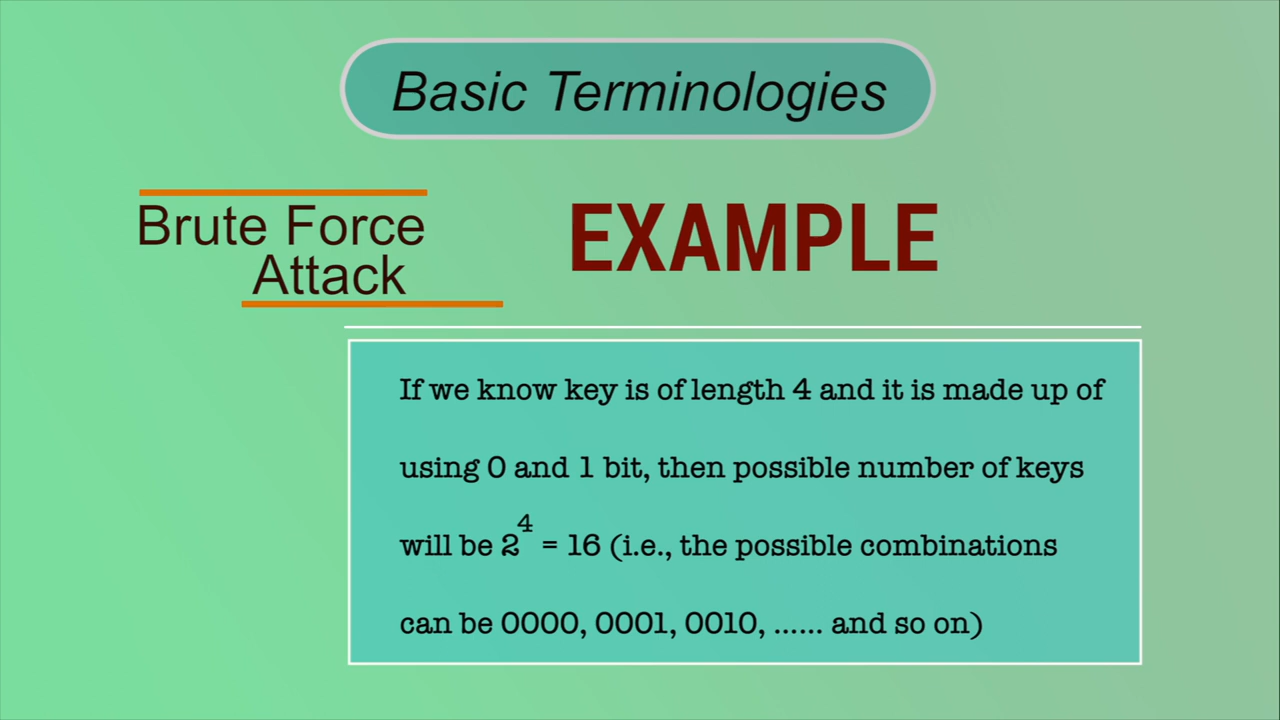 Basic Terminologies
Brute Force
Attack
EXAMPLE
If we know key is of length 4 and it is made up of
using 0 and 1 bit, then possible number of keys
will be 2⁴ = 16 (i.e., the possible combinations
can be 0000, 0001, 0010, ...... and so on)